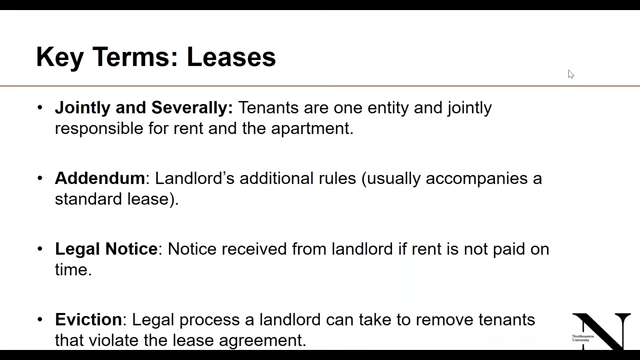 Key Terms: Leases
• Jointly and Severally: Tenants are one entity and jointly
responsible for rent and the apartment.
• Addendum: Landlord’s additional rules (usually accompanies a
standard lease).
• Legal Notice: Notice received from landlord if rent is not paid on
time.
• Eviction: Legal process a landlord can take to remove tenants
that violate the lease agreement.
N
Northeastern
University